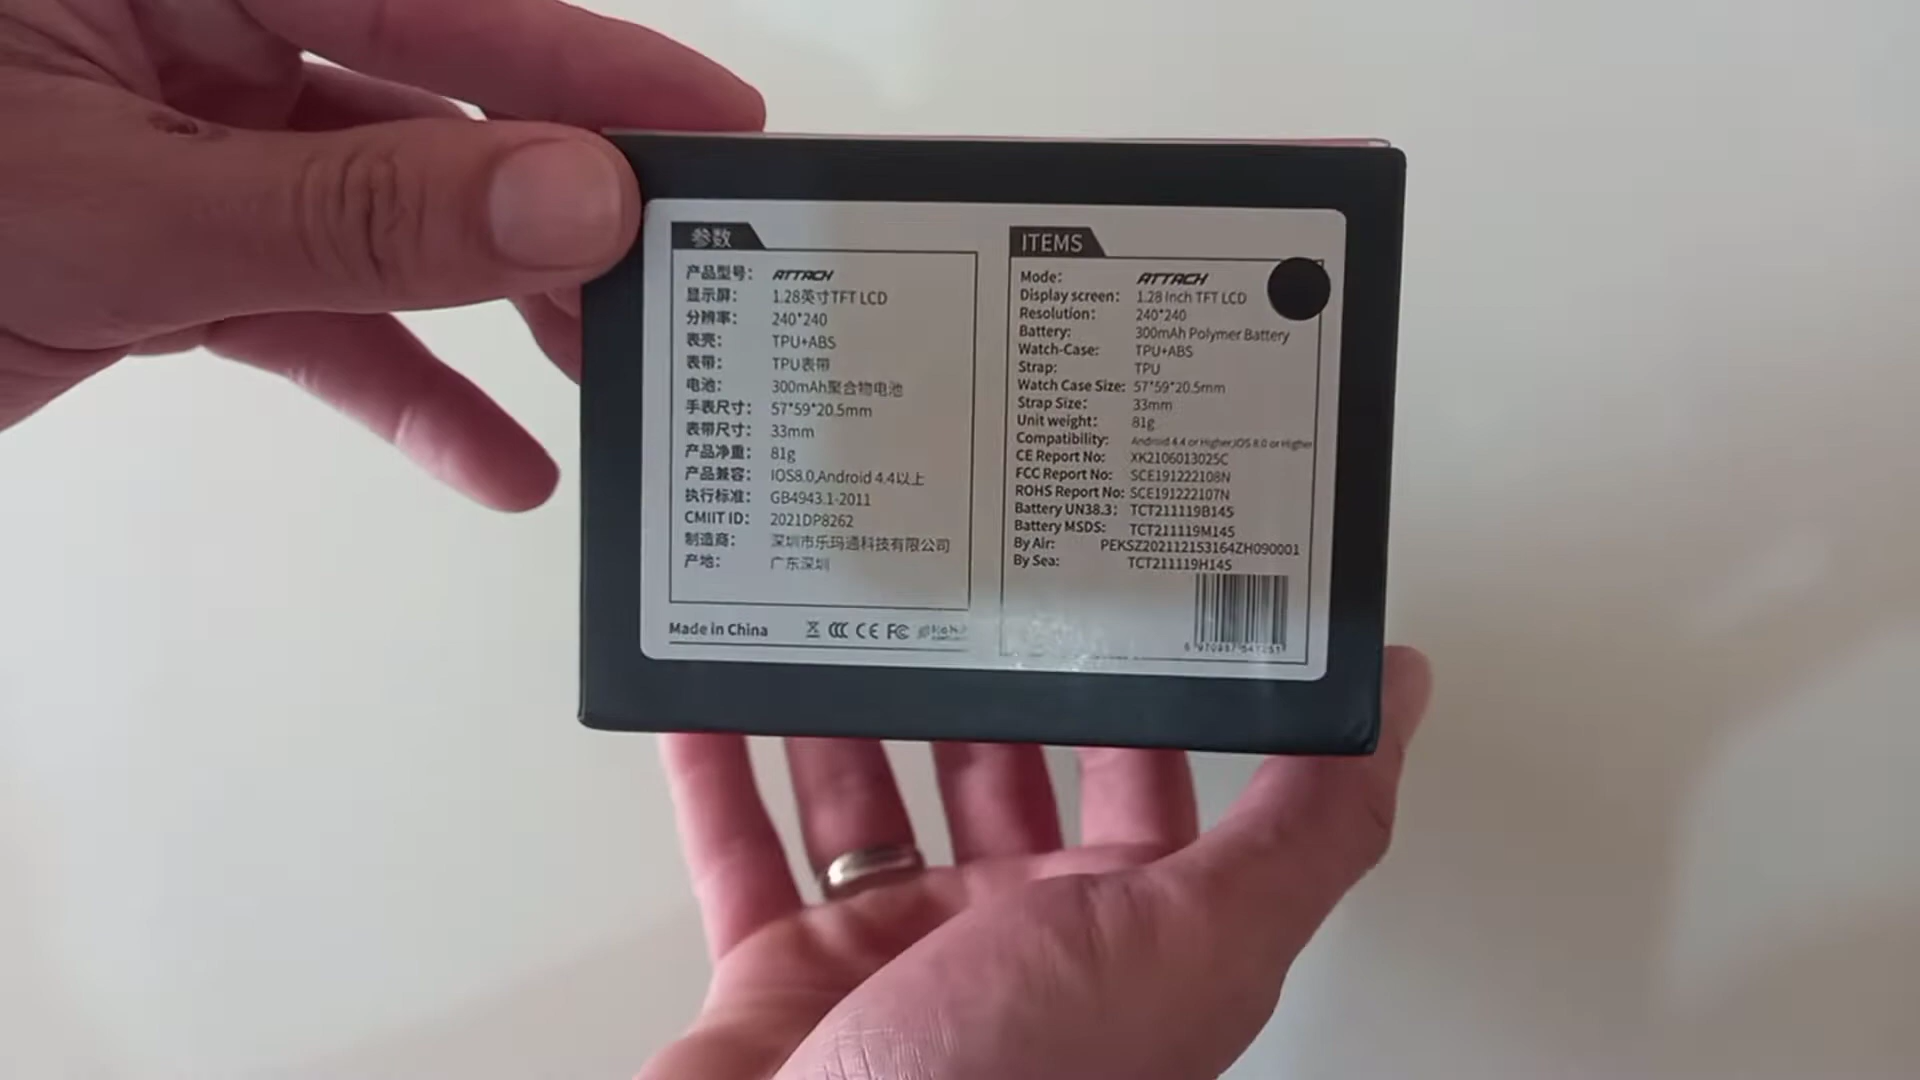 参数
产品型号: ATTACK
显示屏: 1.28英寸TFT LCD
分辨率: 240*240
表壳: TPU+ABS
表带: TPU表带
电池: 300mAh聚合物电池
手表尺寸: 57*59*20.5mm
表带尺寸: 33mm
产品净重: 81g
产品兼容: IOS8.0,Android 4.4以上
执行标准: GB4943.1-2011
CMIIT ID: 2021DP8262
制造商: 深圳市乐玛通科技有限公司
产地: 广东深圳
Made in China CE FC
ITEMS
Mode: ATTACK
Display screen: 1.28 Inch TFT LCD
Resolution: 240*240
Battery: 300mAh Polymer Battery
Watch-Case: TPU+ABS
Strap: TPU
Watch Case Size: 57*59*20.5mm
Strap Size: 33mm
Unit weight: 81g
Compatibility: Android 4.4 or Higher,IOS 8.0 or Higher
CE Report No: XK2106013025C
FCC Report No: SCE191222108N
ROHS Report No: SCE191222107N
Battery UN38.3: TCT211119B145
Battery MSDS: TCT211119M145
By Air: PEKSZ202112153164ZH090001
By Sea: TCT211119H145